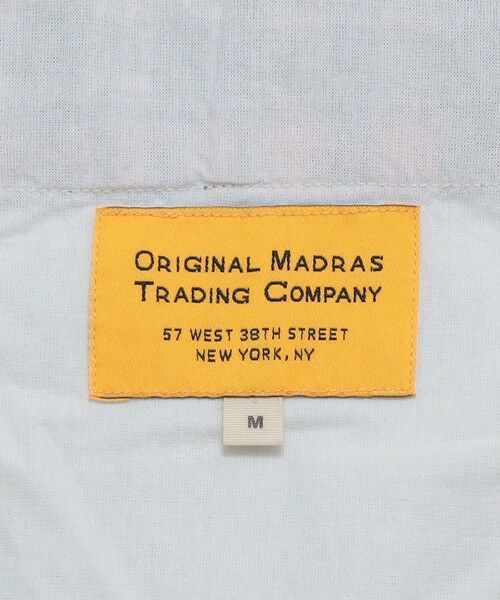 ORIGINAL MADRAS
TRADING COMPANY
57 WEST 38TH STREET
NEW YORK, NY
M